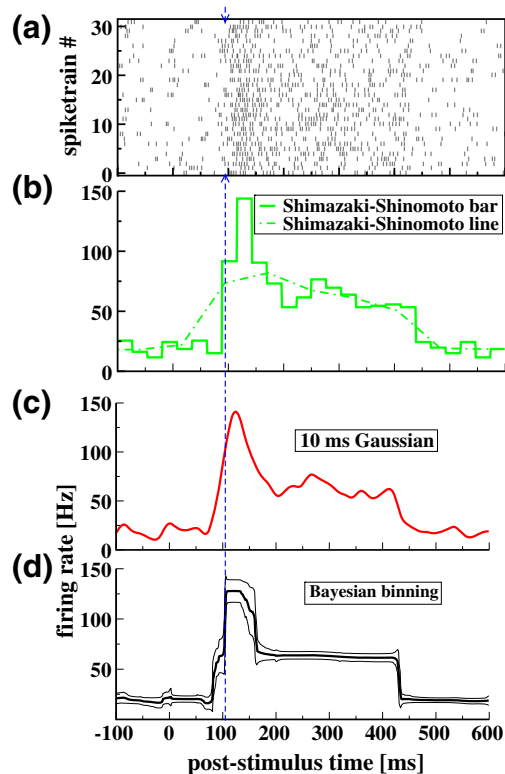 (a)
30
20
10
0
spiketrain #
(b)
150
100
50
0
Shimazaki-Shinomoto bar
Shimazaki-Shinomoto line
(c)
150
100
50
0
10 ms Gaussian
firing rate [Hz]
(d)
150
100
50
Bayesian binning
-100 0 100 200 300 400 500 600
post-stimulus time [ms]